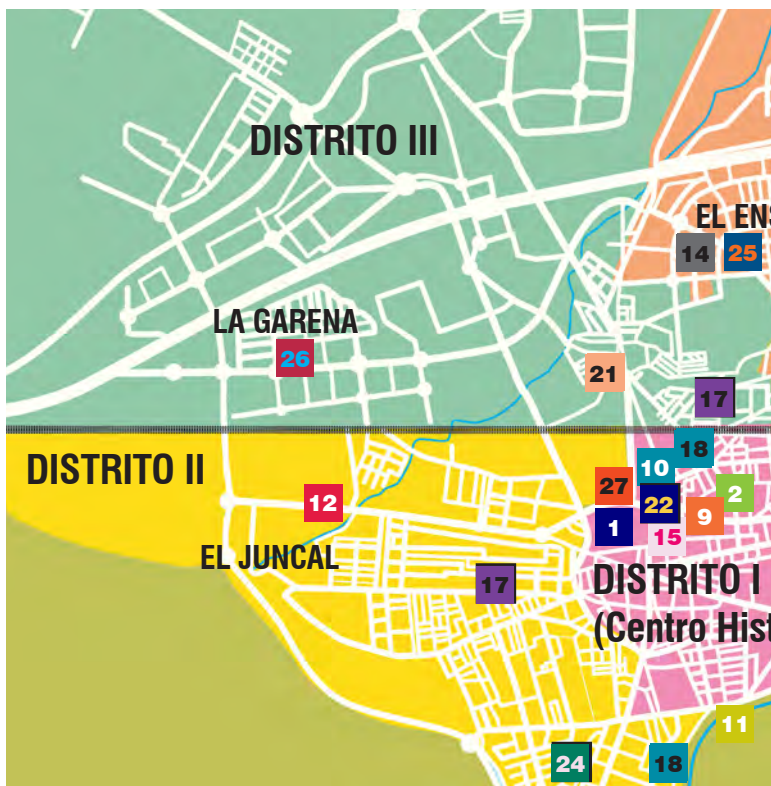 DISTRITO III
EL ENS
14
25
LA GARENA
26
21
17
18
DISTRITO II
10
27
2
12
22
9
1
15
EL JUNCAL
17
DISTRITO I
(Centro Hist
11
24
18